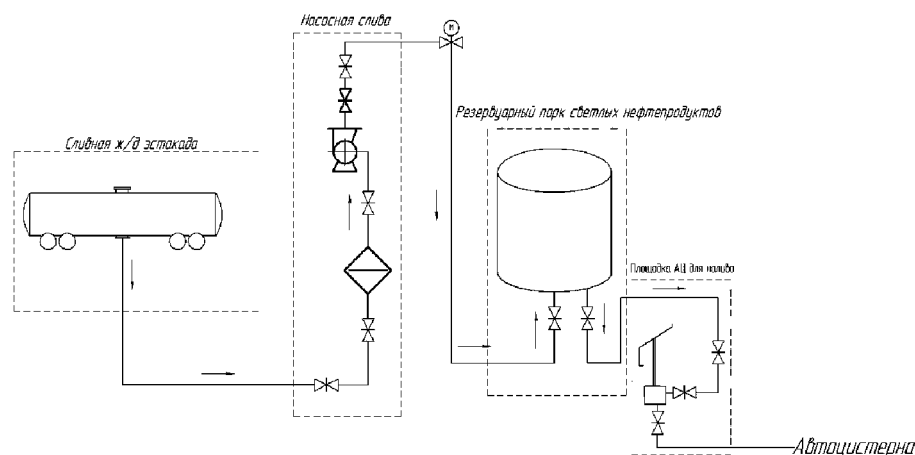 Насосная слива
М
Резервуарный парк светлых нефтепродуктов
Сливная ж/д эстакада
Площадка АЦ для налива
Автоцистерна